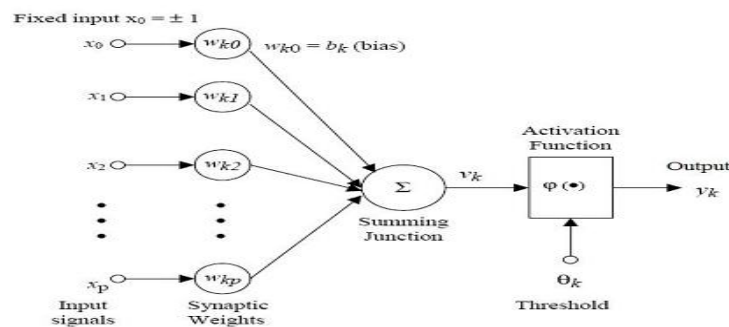 Fixed input x₀ = ± 1
x₀ w_k0 w_k0 = b_k (bias)
x₁ w_k1
Activation
Function
x₂ w_k2 Σ v_k φ (•) Output
y_k
Summing
Junction
x_p w_kp θ_k
Input Synaptic Threshold
signals Weights